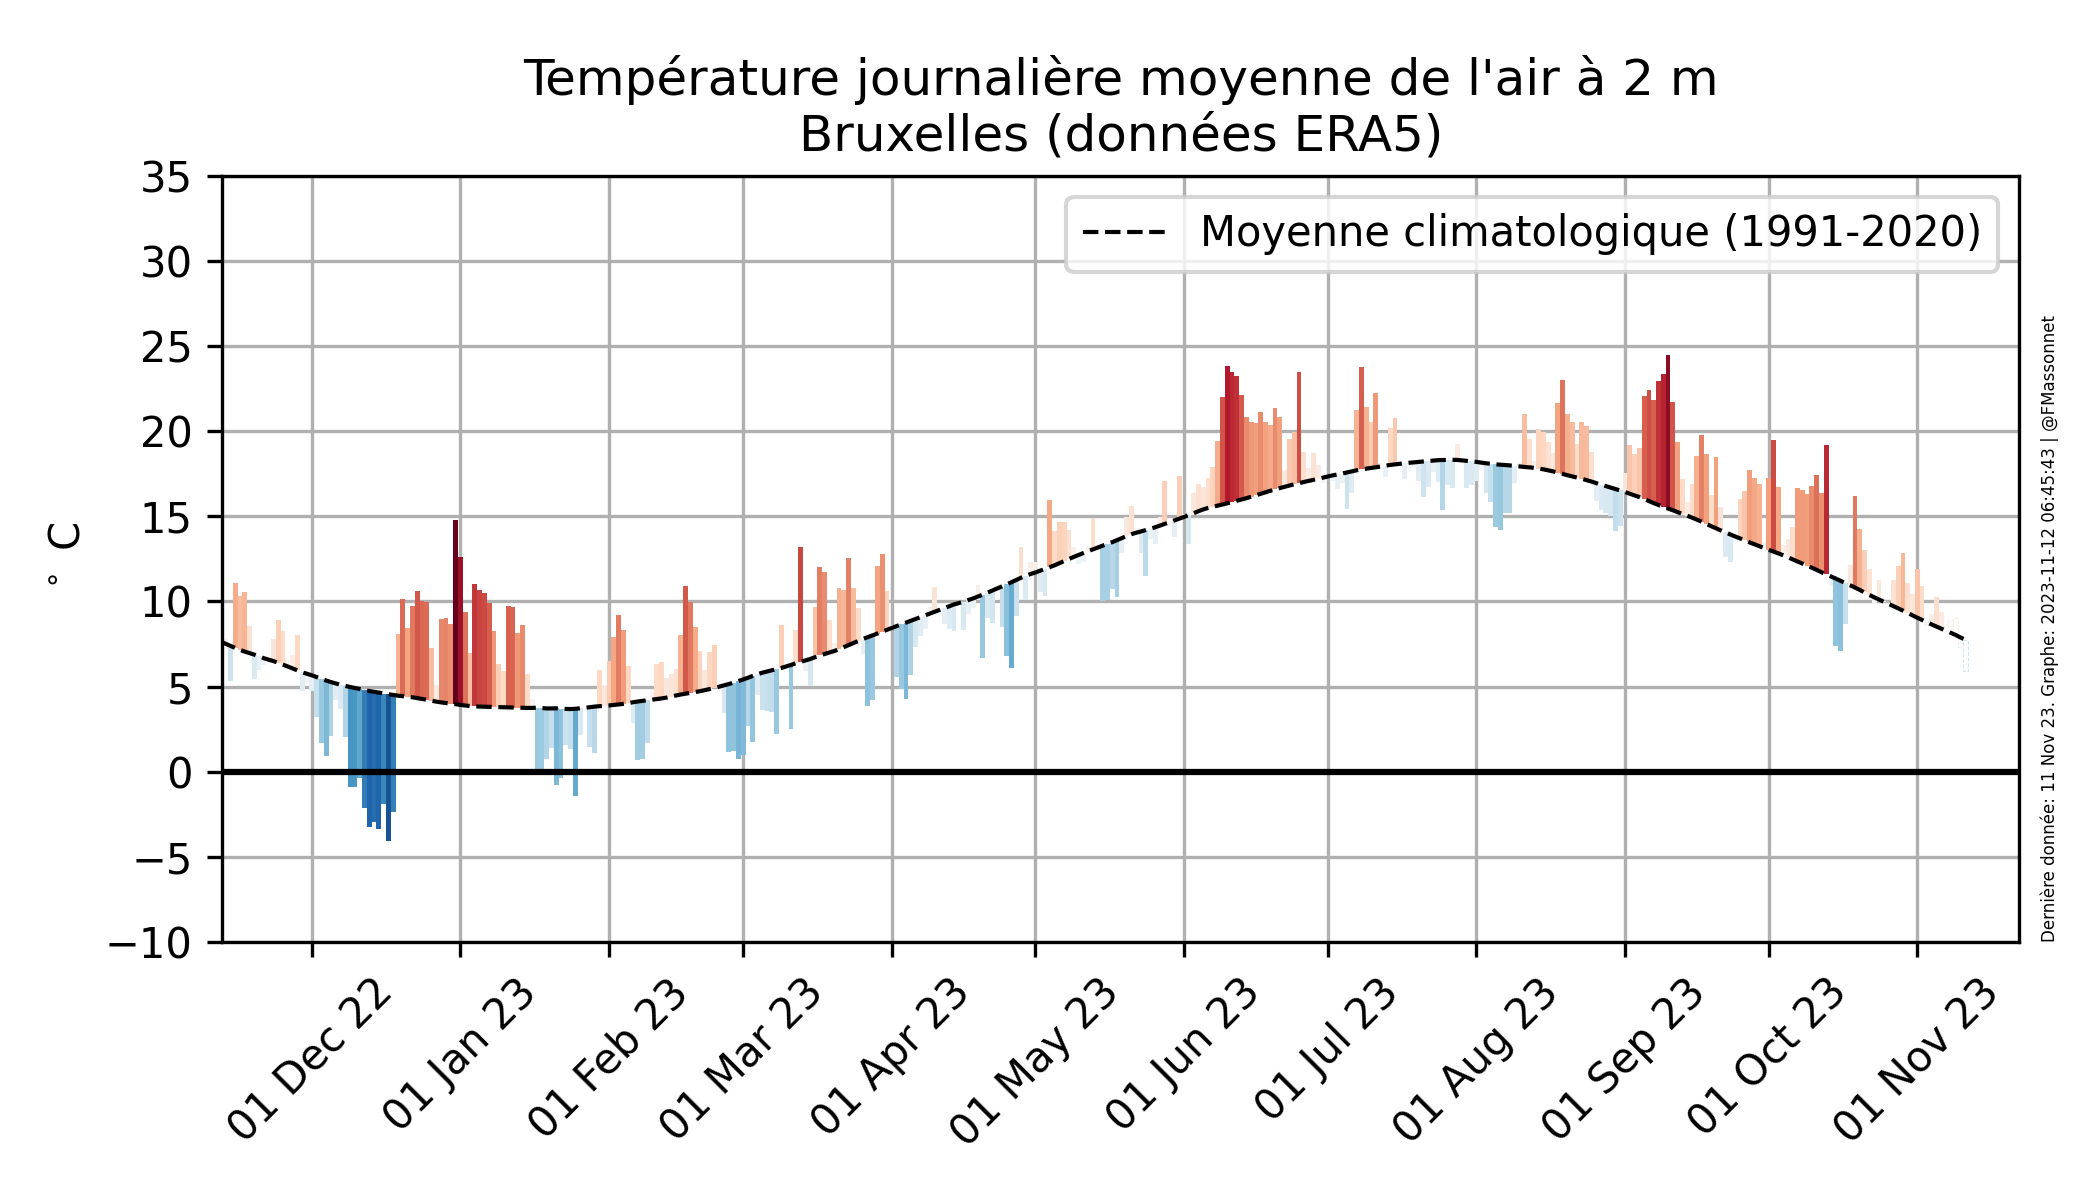 Température journalière moyenne de l'air à 2 m
Bruxelles (données ERA5)
Moyenne climatologique (1991-2020)
35
30
25
20
15
10
5
0
−5
−10
° C
01 Dec 22
01 Jan 23
01 Feb 23
01 Mar 23
01 Apr 23
01 May 23
01 Jun 23
01 Jul 23
01 Aug 23
01 Sep 23
01 Oct 23
01 Nov 23
Dernière donnée: 11 Nov 23. Graphe: 2023-11-12 06:45:43 | @FMassonnet